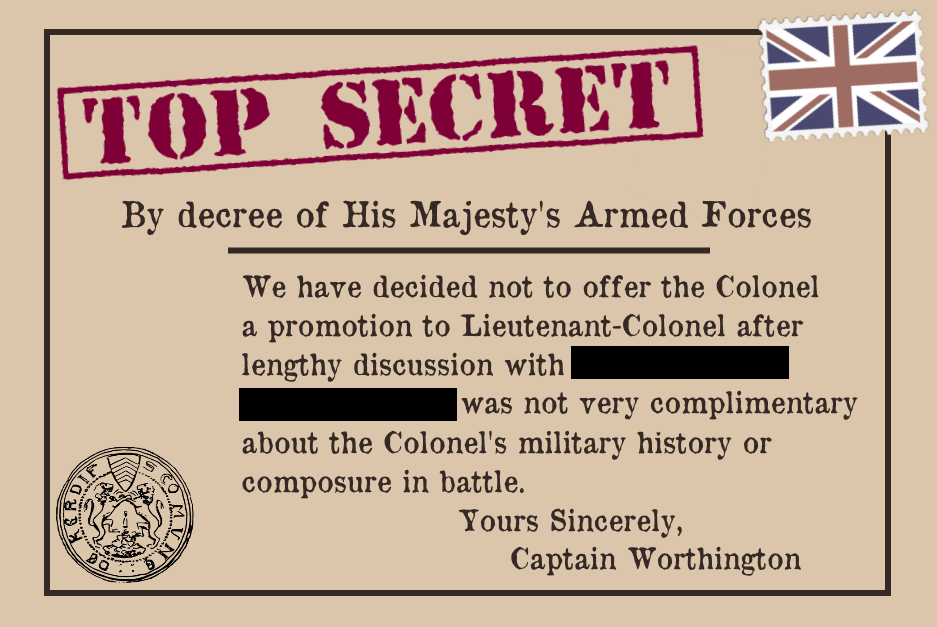 TOP SECRET
By decree of His Majesty's Armed Forces
We have decided not to offer the Colonel
a promotion to Lieutenant-Colonel after
lengthy discussion with
was not very complimentary
about the Colonel's military history or
composure in battle.
Yours Sincerely,
Captain Worthington